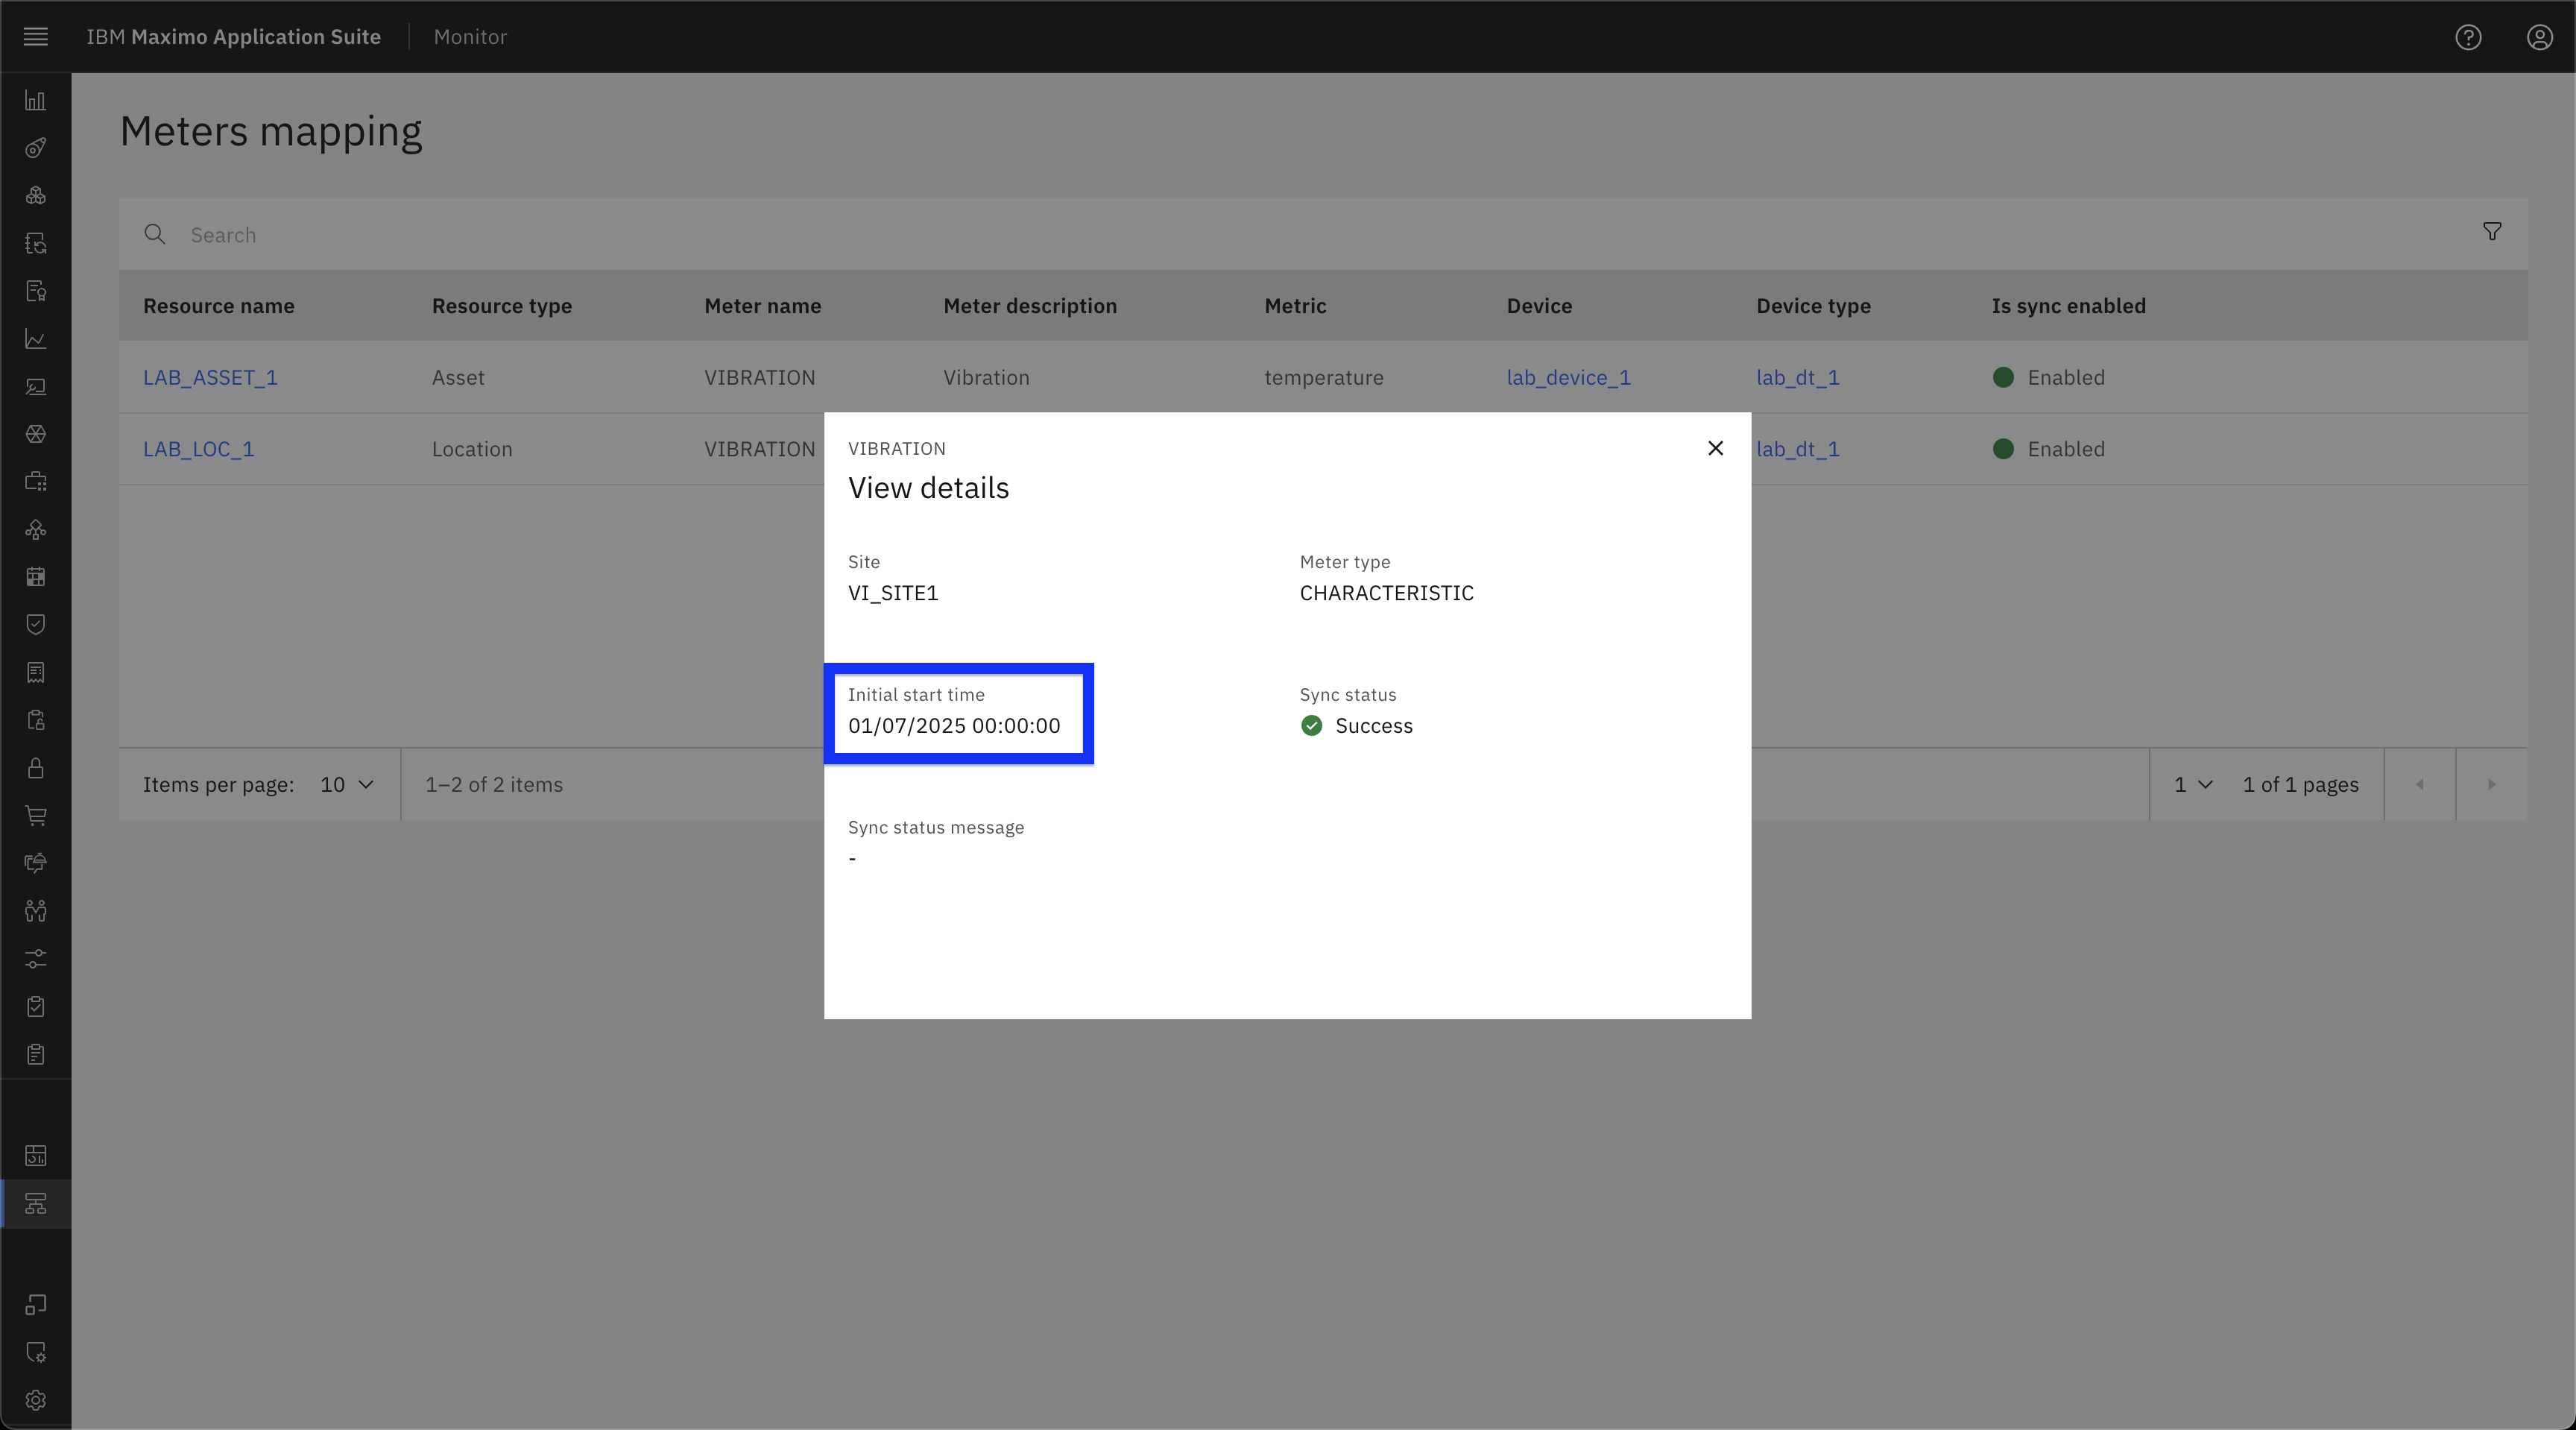 IBM Maximo Application Suite Monitor
Meters mapping
Search
Resource name Resource type Meter name Meter description Metric Device Device type Is sync enabled
LAB_ASSET_1 Asset VIBRATION Vibration temperature lab_device_1 lab_dt_1 Enabled
LAB_LOC_1 Location VIBRATION lab_dt_1 Enabled
VIBRATION
View details
Site Meter type
VI_SITE1 CHARACTERISTIC
Initial start time Sync status
01/07/2025 00:00:00 Success
Items per page: 10 1–2 of 2 items 1 1 of 1 pages
Sync status message
-